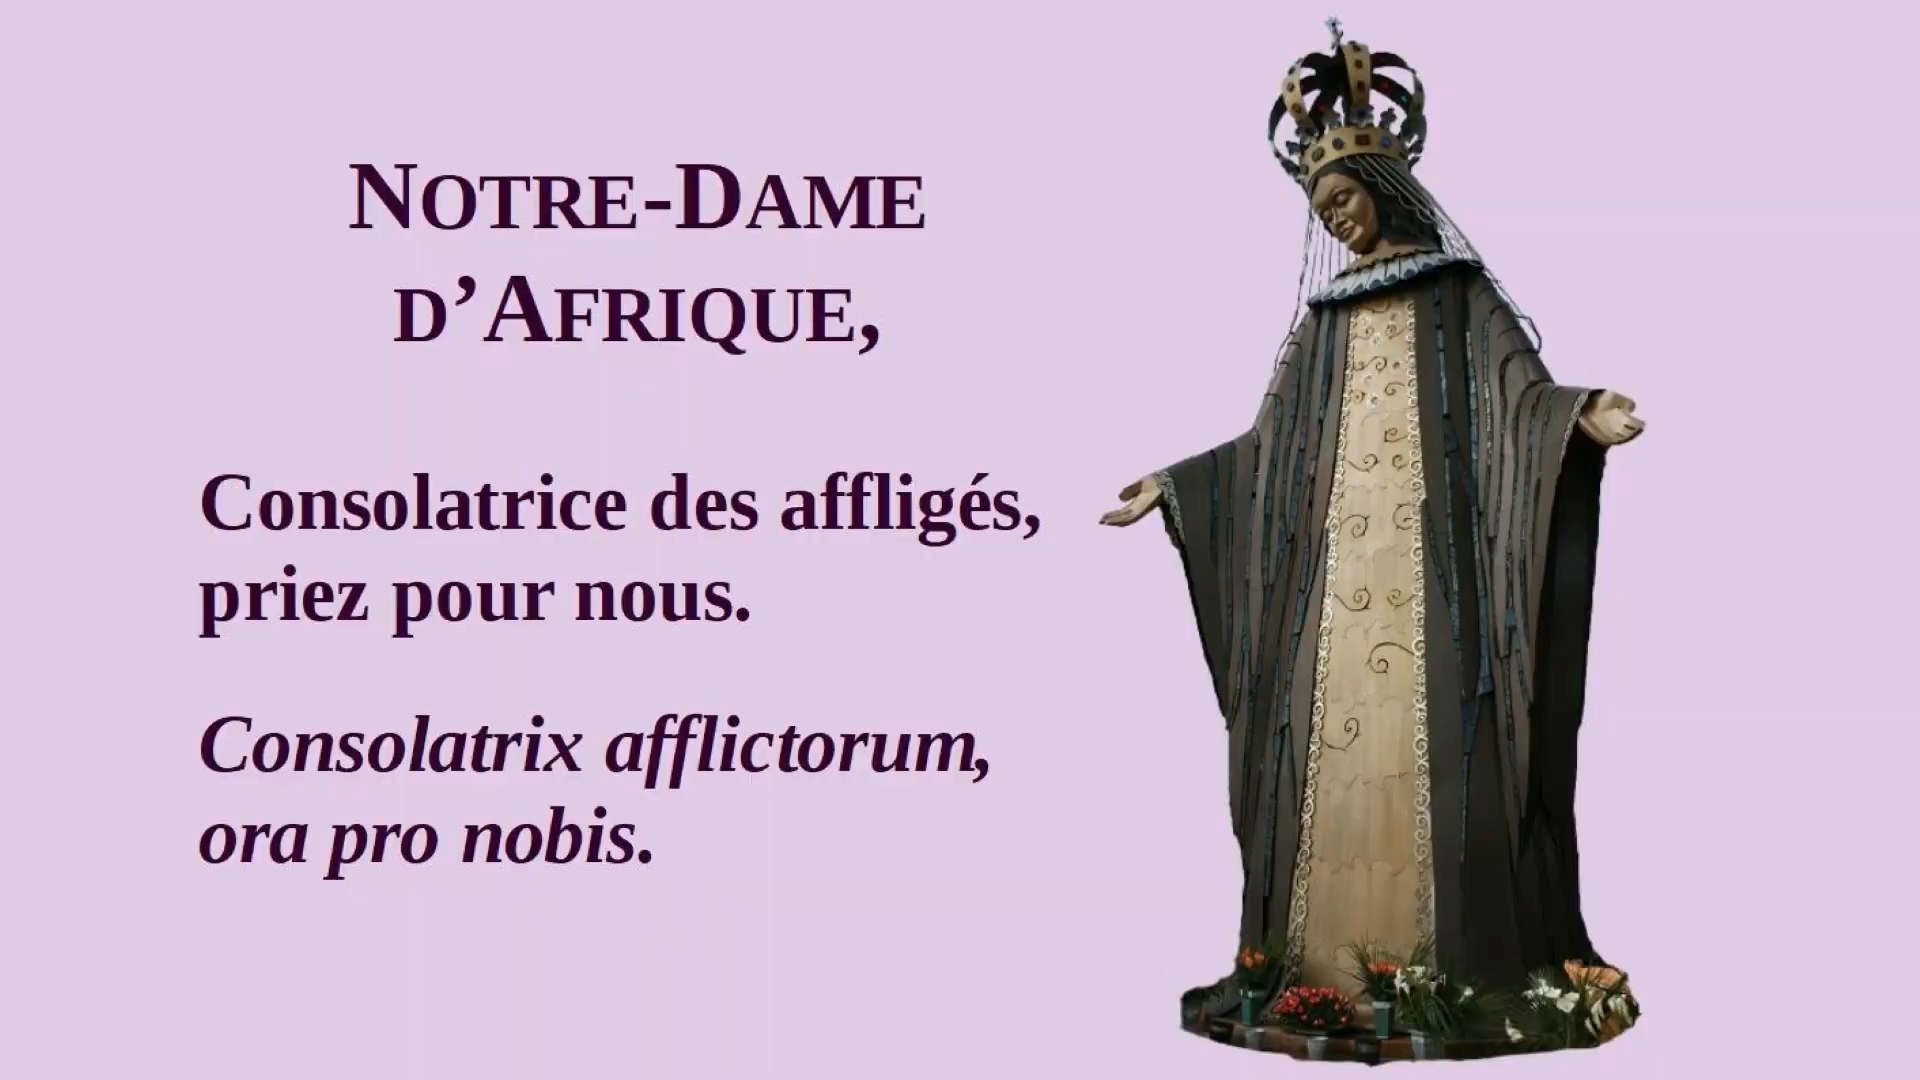 NOTRE-DAME
D’AFRIQUE,
Consolatrice des affligés,
priez pour nous.
Consolatrix afflictorum,
ora pro nobis.